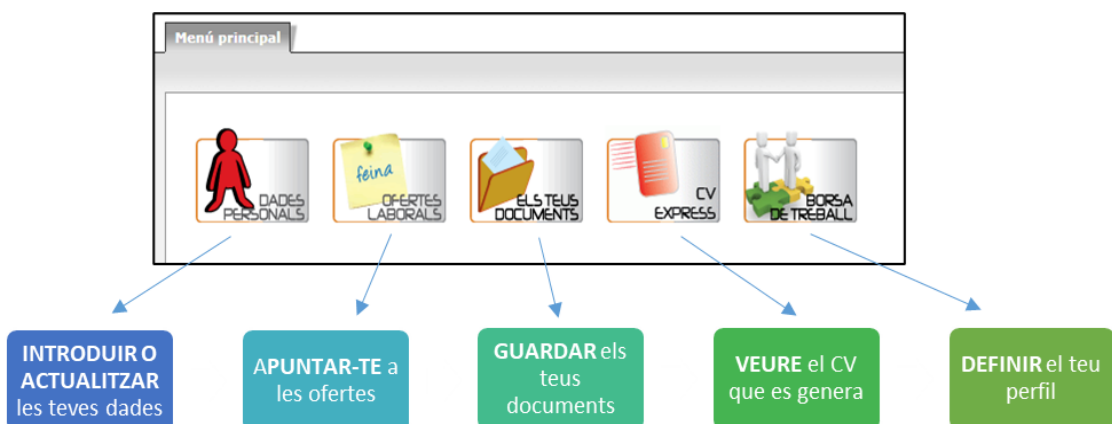 Menú principal
feina
DADES
PERSONALS
OFERTES
LABORALS
ELS TEUS
DOCUMENTS
CV
EXPRESS
BORSA
DE TREBALL
INTRODUIR O
ACTUALITZAR
les teves dades
APUNTAR-TE a
les ofertes
GUARDAR els
teus
documents
VEURE el CV
que es genera
DEFINIR el teu
perfil